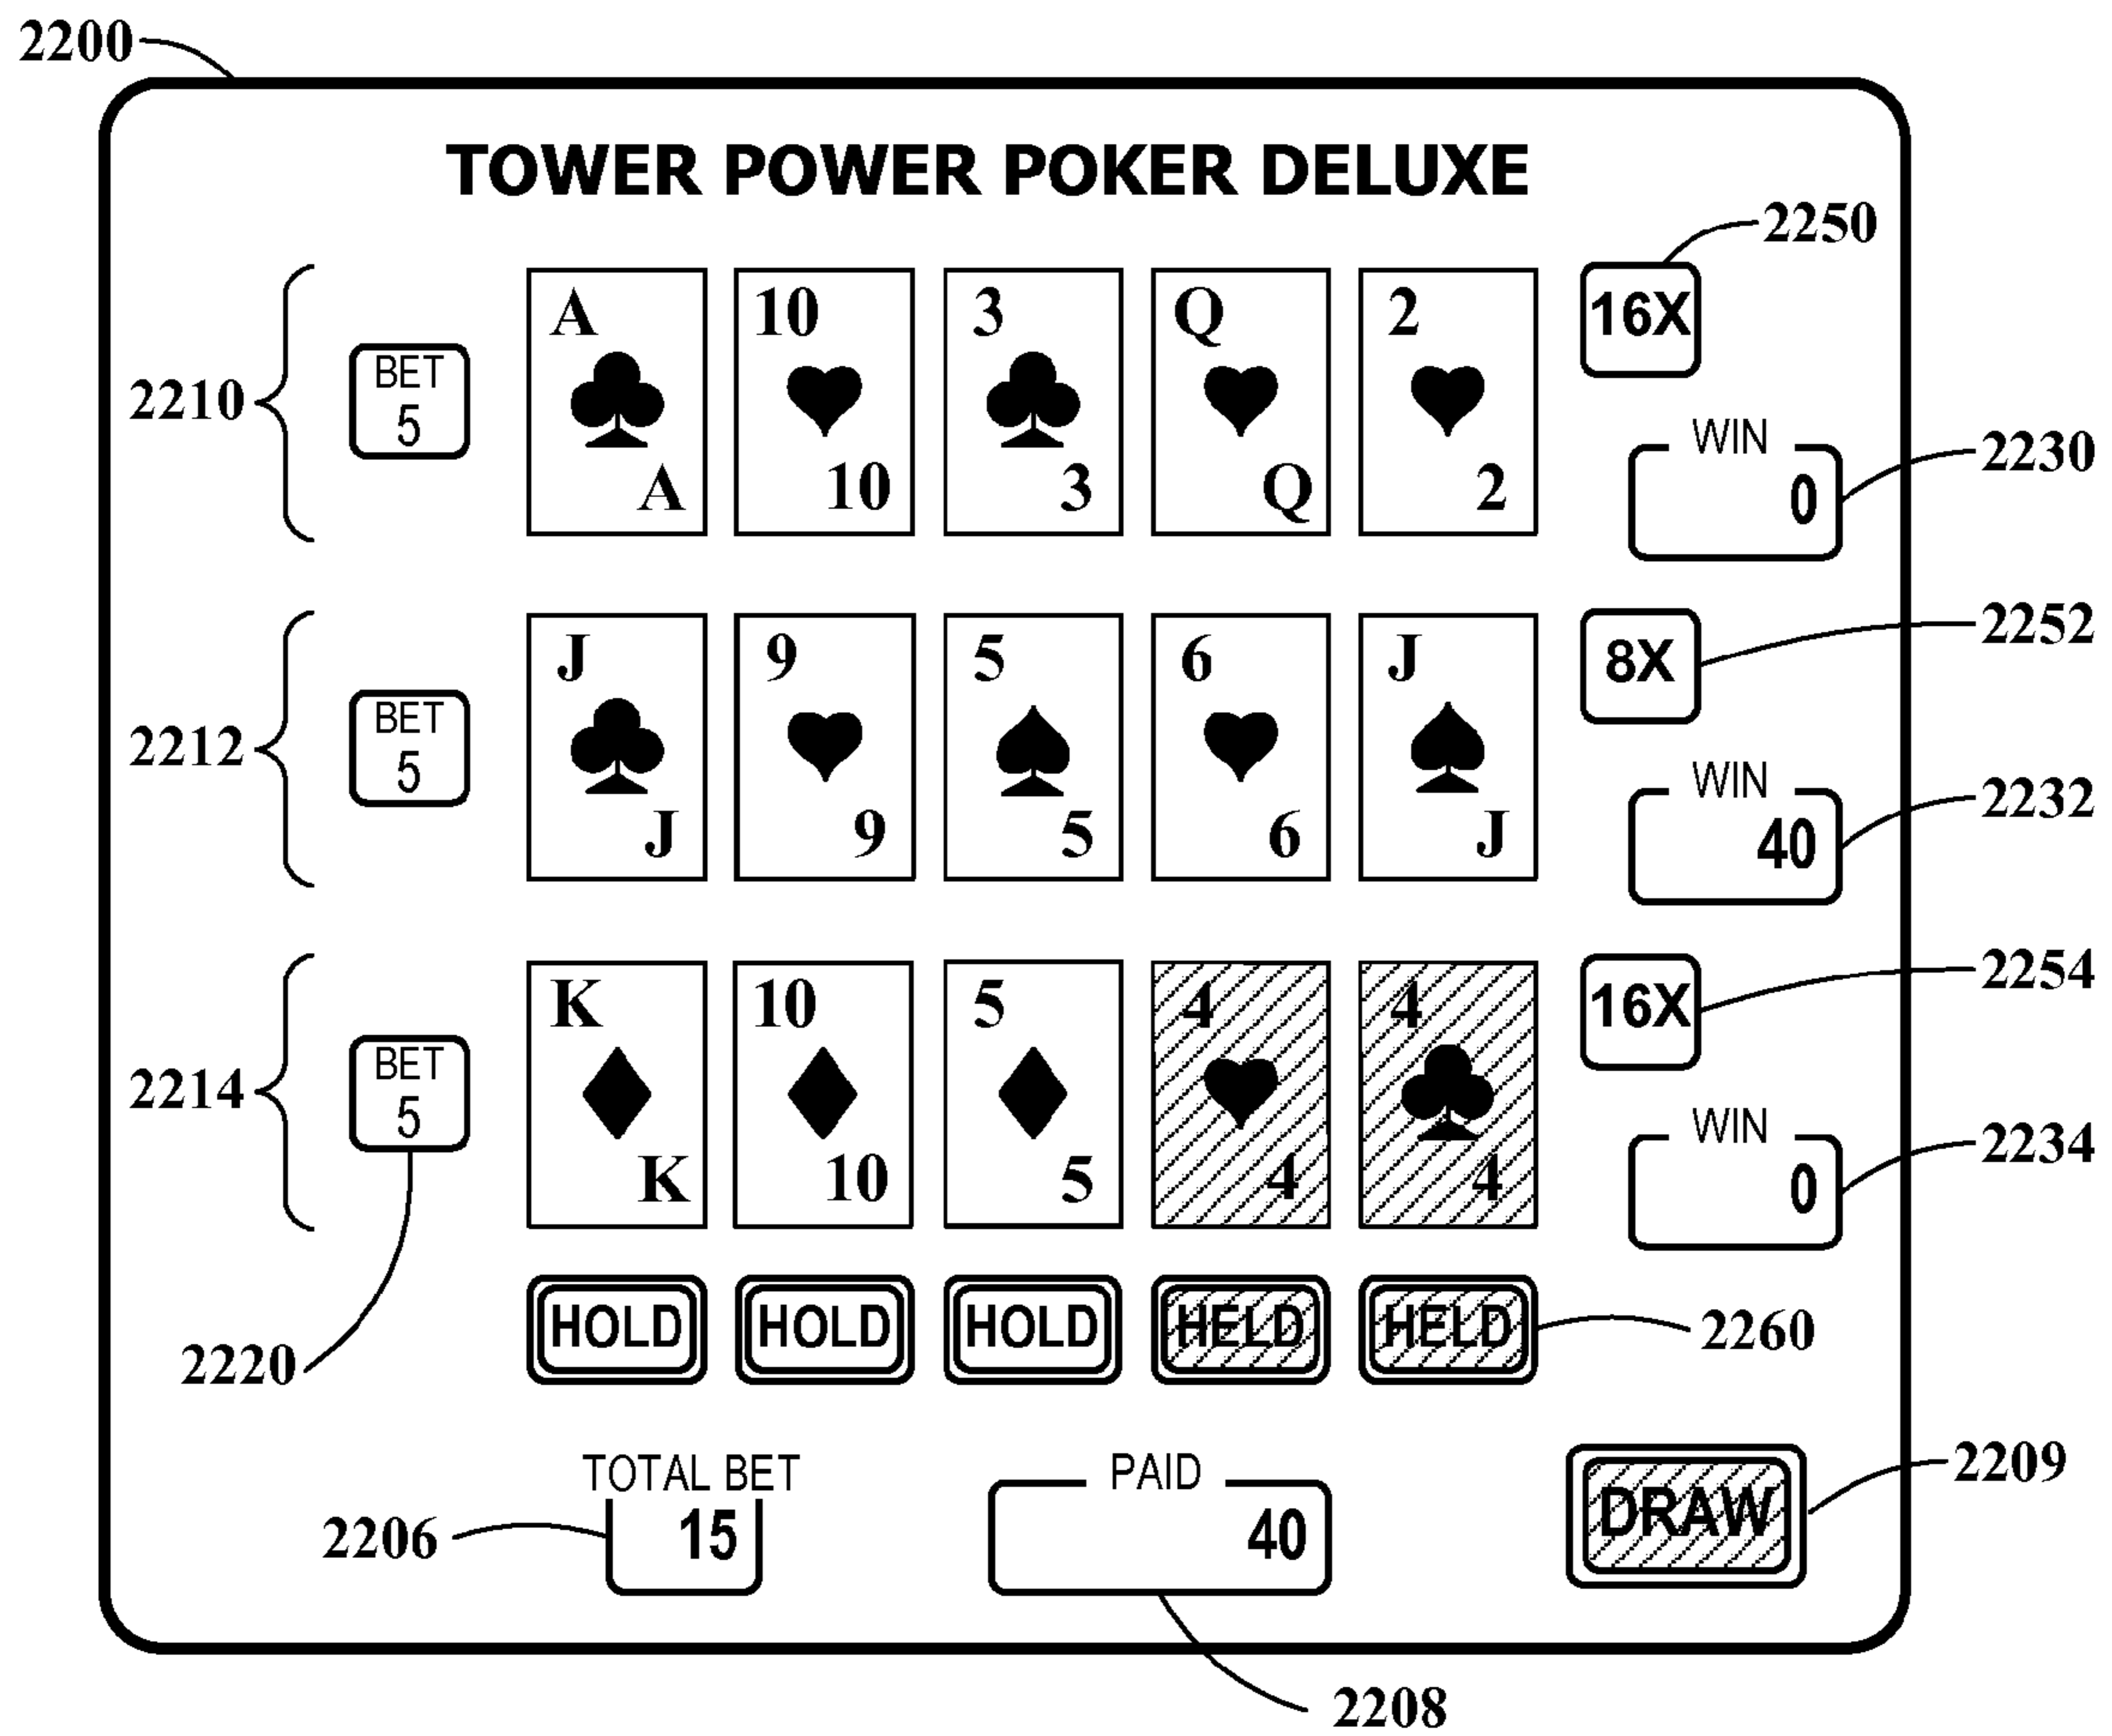 2200
TOWER POWER POKER DELUXE
2250
A 10 3 Q 2
16X
2210
BET
5
A 10 3 Q 2
WIN
0
2230
J 9 5 6 J
8X
2252
2212
BET
5
J 9 5 6 J
WIN
40
2232
K 10 5 4 4
16X
2254
2214
BET
5
K 10 5 4 4
WIN
0
2234
2220
HOLD HOLD HOLD HELD HELD
2260
TOTAL BET
15
2206
PAID
40
DRAW
2209
2208